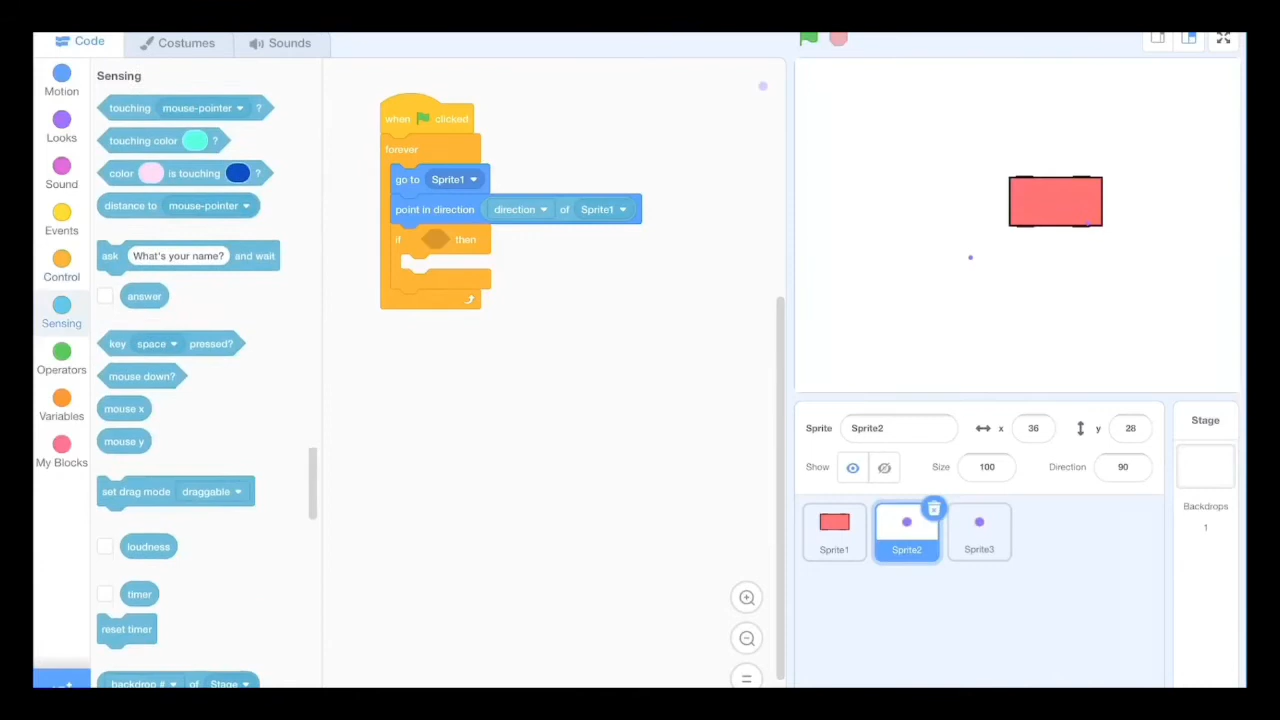 Code Costumes Sounds
Motion
Looks
Sound
Events
Control
Sensing
Operators
Variables
My Blocks
Sensing
touching mouse-pointer ?
touching color ?
color is touching ?
distance to mouse-pointer
ask What's your name? and wait
answer
key space pressed?
mouse down?
mouse x
mouse y
set drag mode draggable
loudness
timer
reset timer
backdrop # of Stage
when clicked
forever
go to Sprite1
point in direction direction of Sprite1
if then
Sprite Sprite2 x 36 y 28
Show Size 100 Direction 90
Sprite1 Sprite2 Sprite3
Stage
Backdrops
1